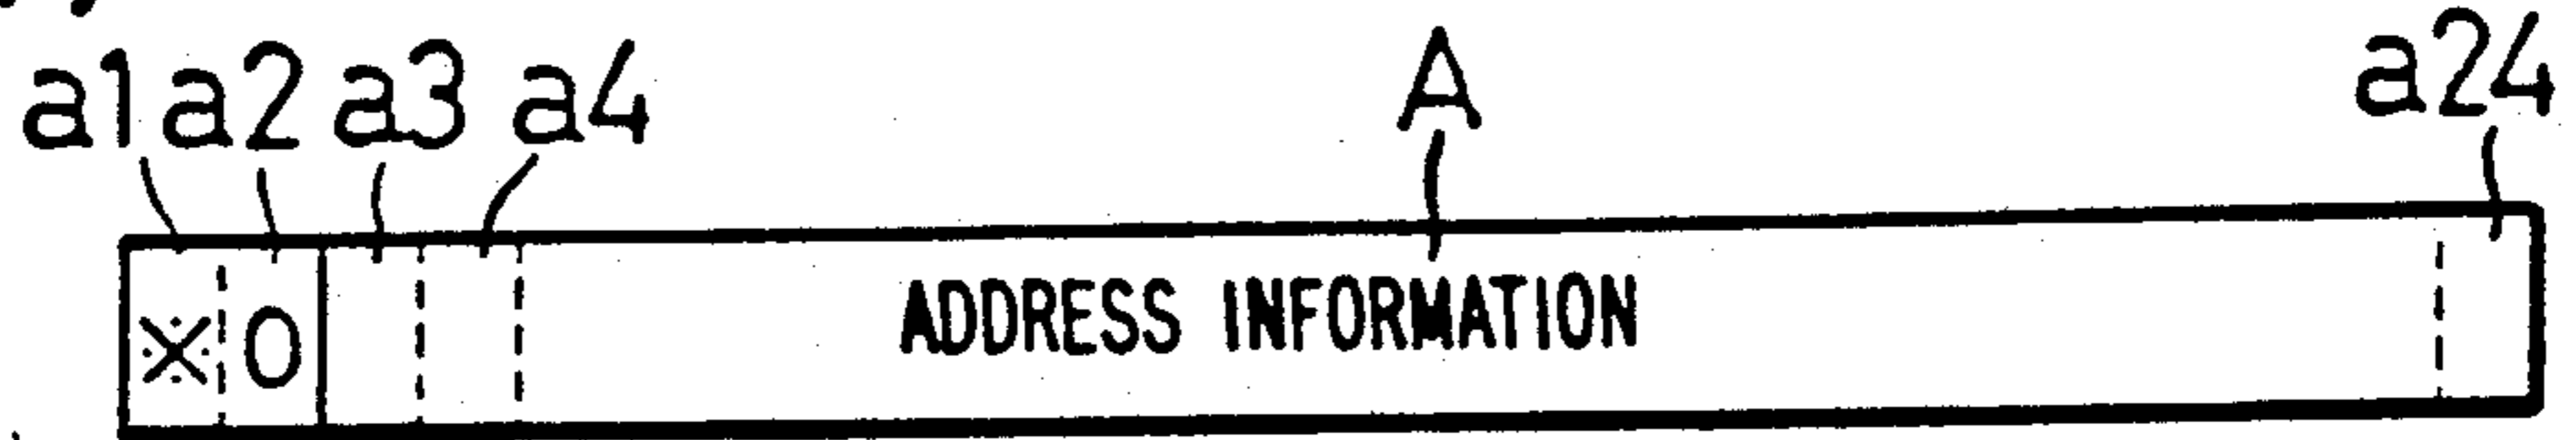 a1 a2 a3 a4 A a24
※ 0 ADDRESS INFORMATION